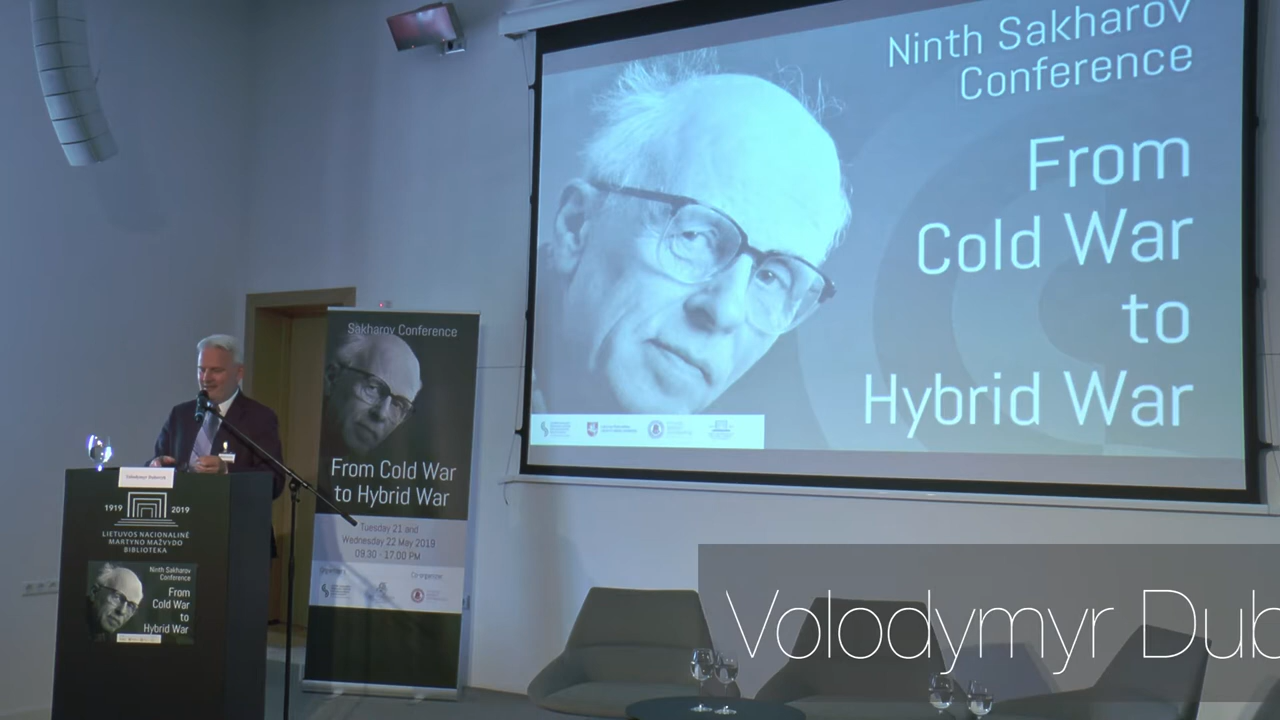 Ninth Sakharov
Conference
From
Cold War
to
Hybrid War
Sakharov Conference
From Cold War
to Hybrid War
Tuesday 21 and
Wednesday 22 May 2019
09.30 - 17.00 PM
Co-organizer
1919 2019
LIETUVOS NACIONALINĖ
MARTYNO MAŽVYDO
BIBLIOTEKA
Ninth Sakharov
Conference
From
Cold War
to
Hybrid War
Volodymyr Dub